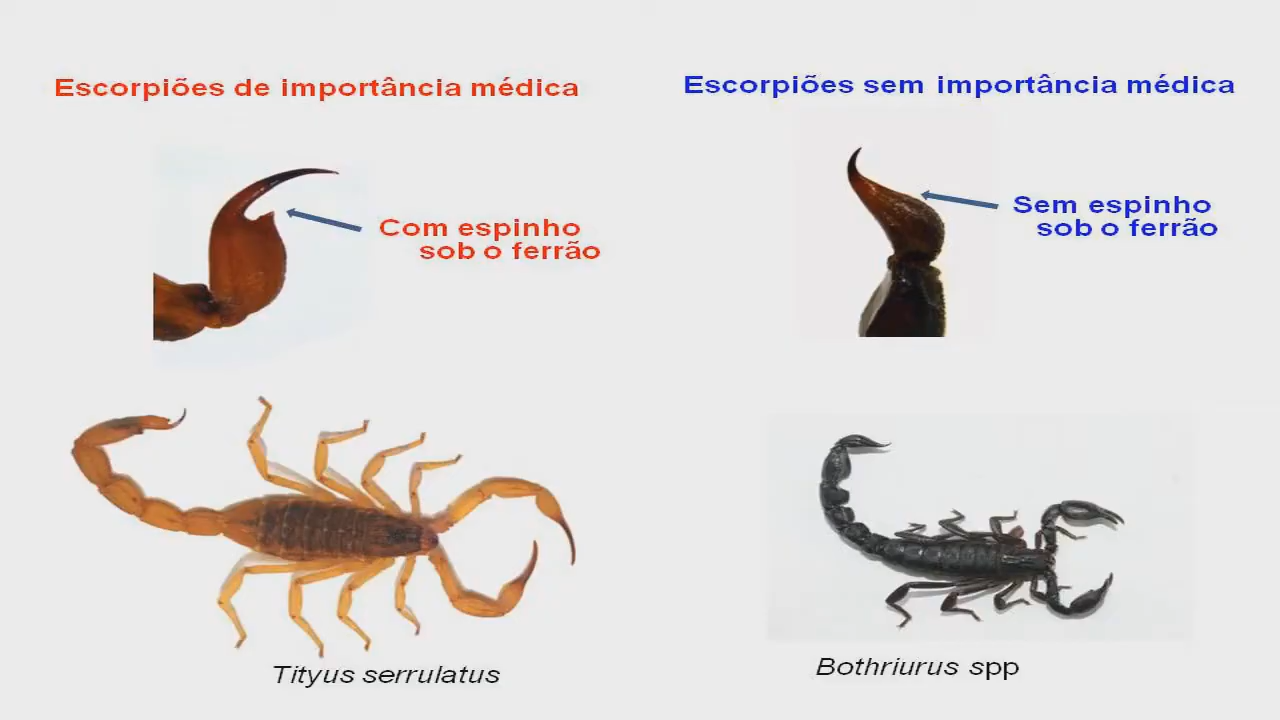 Escorpiões de importância médica
Com espinho
sob o ferrão
Tityus serrulatus
Escorpiões sem importância médica
Sem espinho
sob o ferrão
Bothriurus spp